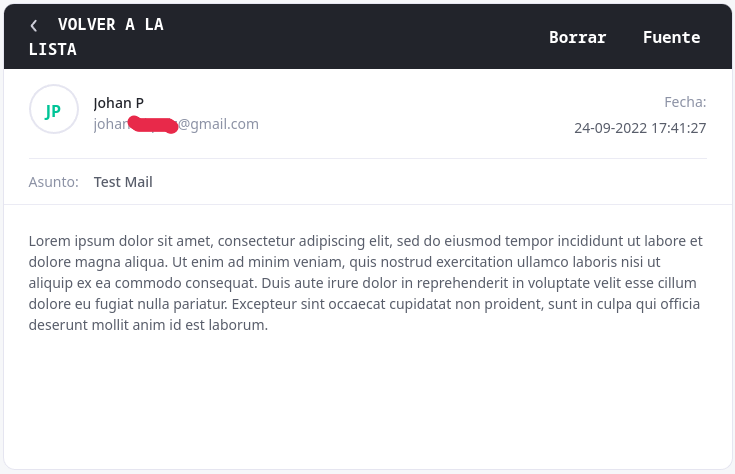 VOLVER A LA
LISTA
Borrar
Fuente
JP
Johan P
@gmail.com
Fecha:
24-09-2022 17:41:27
Asunto: Test Mail
Lorem ipsum dolor sit amet, consectetur adipiscing elit, sed do eiusmod tempor incididunt ut labore et
dolore magna aliqua. Ut enim ad minim veniam, quis nostrud exercitation ullamco laboris nisi ut
aliquip ex ea commodo consequat. Duis aute irure dolor in reprehenderit in voluptate velit esse cillum
dolore eu fugiat nulla pariatur. Excepteur sint occaecat cupidatat non proident, sunt in culpa qui officia
deserunt mollit anim id est laborum.